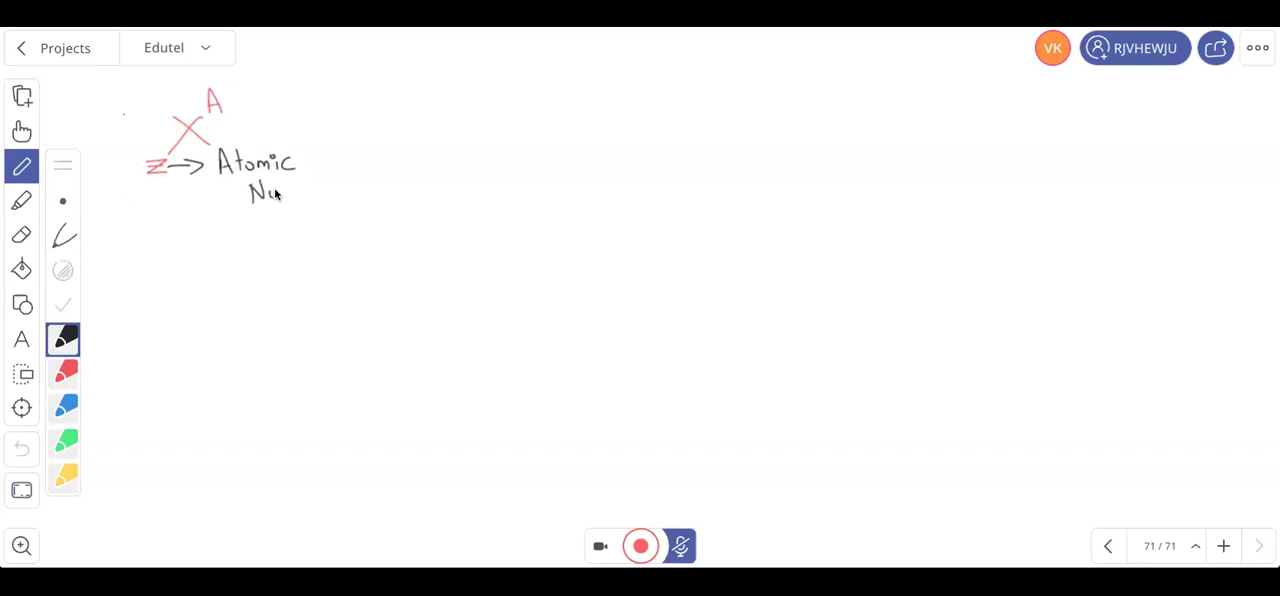 Projects
Edutel
VK
RJVHEWJU
A
X
Z → Atomic
Nu
A
71 / 71